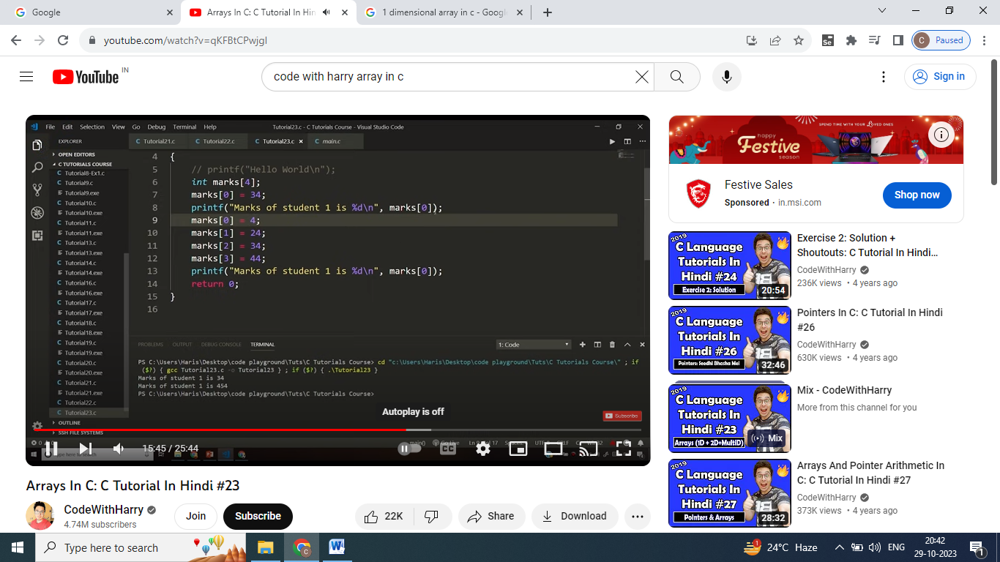 Google
Arrays In C: C Tutorial In Hin
1 dimensional array in c - Googl
youtube.com/watch?v=qKFBtCPwjgI
Se
C
Paused
YouTube
IN
code with harry array in c
Sign in
File Edit Selection View Go Debug Terminal Help
Tutorial23.c - C Tutorials Course - Visual Studio Code
EXPLORER
C Tutorial21.c
C Tutorial22.c
C Tutorial23.c
C main.c
OPEN EDITORS
C TUTORIALS COURSE
C Tutorial8-Ex1.c
C Tutorial9.c
Tutorial9.exe
C Tutorial10.c
Tutorial10.exe
C Tutorial11.c
Tutorial11.exe
C Tutorial13.c
Tutorial13.exe
C Tutorial14.c
Tutorial14.exe
C Tutorial16.c
Tutorial16.exe
C Tutorial17.c
Tutorial17.exe
C Tutorial18.c
Tutorial18.exe
C Tutorial19.c
Tutorial19.exe
C Tutorial20.c
Tutorial20.exe
C Tutorial21.c
Tutorial21.exe
C Tutorial22.c
C Tutorial23.c
OUTLINE
SSH FILE SYSTEMS
4 {
5 // printf("Hello World\n");
6 int marks[4];
7 marks[0] = 34;
8 printf("Marks of student 1 is %d\n", marks[0]);
9 marks[0] = 4;
10 marks[1] = 24;
11 marks[2] = 34;
12 marks[3] = 44;
13 printf("Marks of student 1 is %d\n", marks[0]);
14 return 0;
15 }
16
PROBLEMS OUTPUT DEBUG CONSOLE TERMINAL
1: Code
PS C:\Users\Haris\Desktop\code playground\Tuts\C Tutorials Course> cd "c:\Users\Haris\Desktop\code playground\Tuts\C Tutorials Course\" ; if
($?) { gcc Tutorial23.c -o Tutorial23 } ; if ($?) { .\Tutorial23 }
Marks of student 1 is 34
Marks of student 1 is 454
PS C:\Users\Haris\Desktop\code playground\Tuts\C Tutorials Course>
Autoplay is off
Subscribe
15:45 / 25:44
CC
Arrays In C: C Tutorial In Hindi #23
CodeWithHarry
4.74M subscribers
Join
Subscribe
22K
Share
Download
happy
Festive
season
SPEND TIME WITH YOUR LOVED ONES
Festive Sales
Sponsored · in.msi.com
Shop now
2019
C Language
Tutorials In
Hindi #24
Exercise 2: Solution
20:54
Exercise 2: Solution +
Shoutouts: C Tutorial In Hindi...
CodeWithHarry
236K views • 4 years ago
2019
C Language
Tutorials In
Hindi #26
Pointers: Seedhi Bhasha Mei
32:46
Pointers In C: C Tutorial In Hindi
#26
CodeWithHarry
630K views • 4 years ago
2019
C Language
Tutorials In
Hindi #23
Arrays (1D + 2D+MultiD)
Mix
Mix - CodeWithHarry
More from this channel for you
2019
C Language
Tutorials In
Hindi #27
Pointers & Arrays
28:32
Arrays And Pointer Arithmetic In
C: C Tutorial In Hindi #27
CodeWithHarry
373K views • 4 years ago
Type here to search
24°C Haze
ENG
20:42
29-10-2023
1